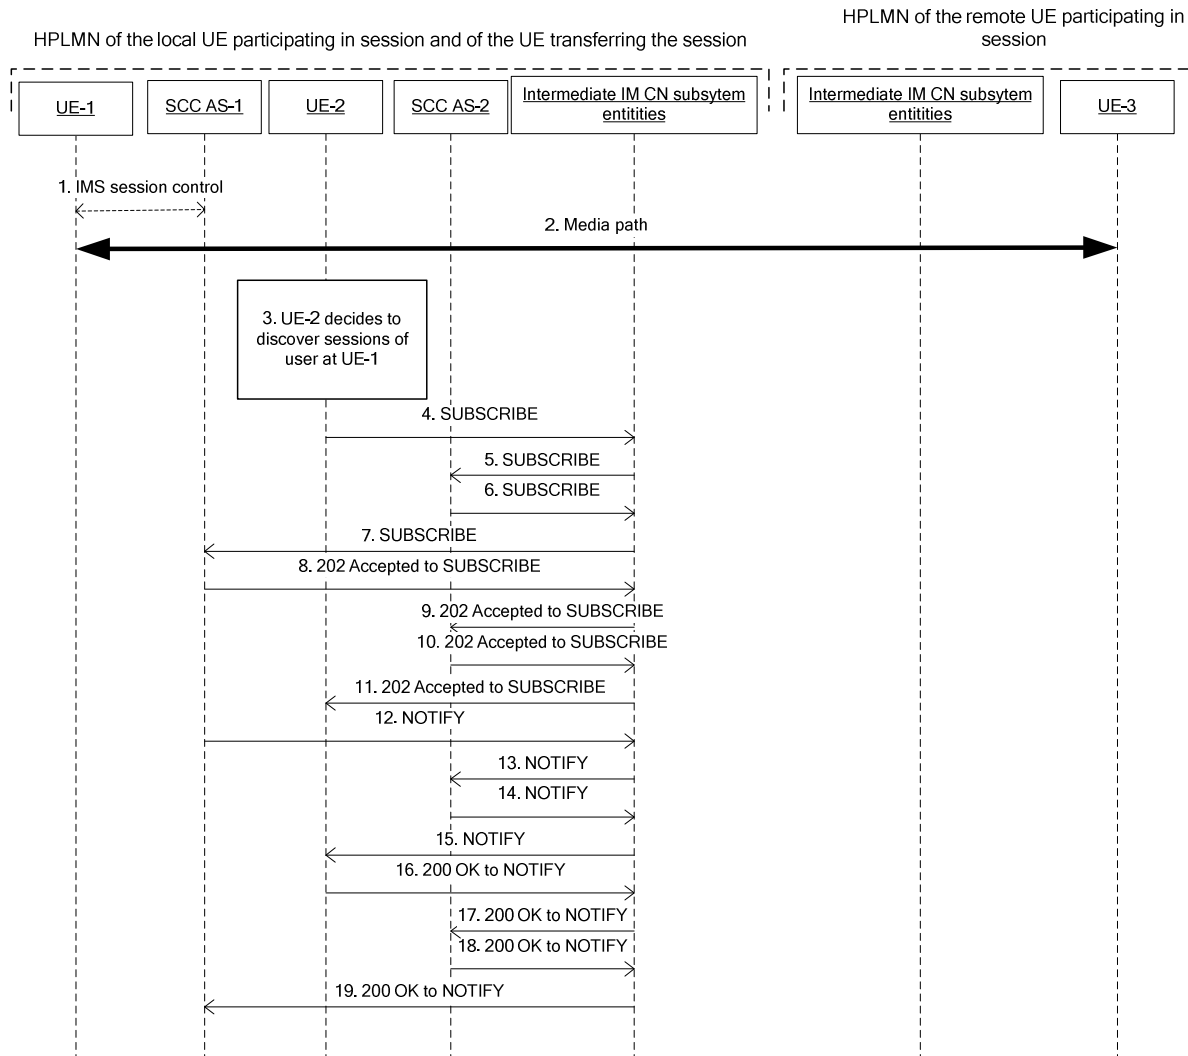 HPLMN of the remote UE participating in
session
HPLMN of the local UE participating in session and of the UE transferring the session
UE-1
SCC AS-1
UE-2
SCC AS-2
Intermediate IM CN subsytem
entitities
Intermediate IM CN subsytem
entitities
UE-3
1. IMS session control
2. Media path
3. UE-2 decides to
discover sessions of
user at UE-1
4. SUBSCRIBE
5. SUBSCRIBE
6. SUBSCRIBE
7. SUBSCRIBE
8. 202 Accepted to SUBSCRIBE
9. 202 Accepted to SUBSCRIBE
10. 202 Accepted to SUBSCRIBE
11. 202 Accepted to SUBSCRIBE
12. NOTIFY
13. NOTIFY
14. NOTIFY
15. NOTIFY
16. 200 OK to NOTIFY
17. 200 OK to NOTIFY
18. 200 OK to NOTIFY
19. 200 OK to NOTIFY